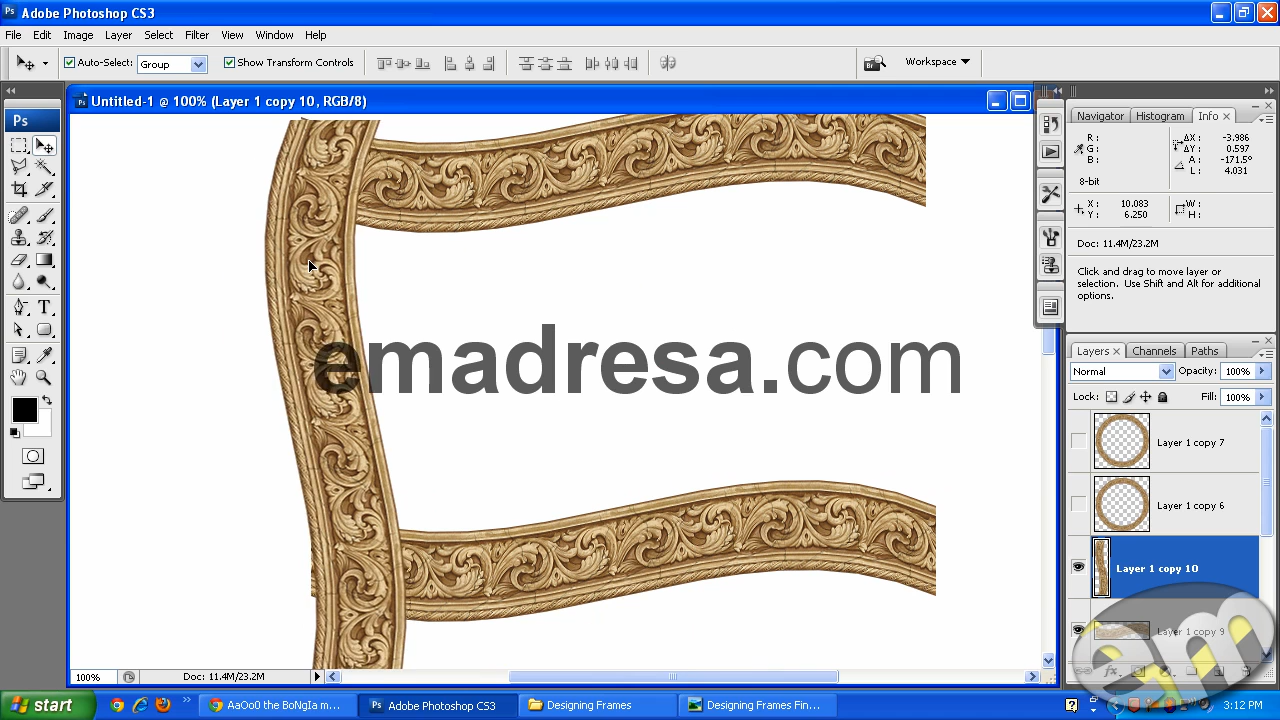 Adobe Photoshop CS3
File Edit Image Layer Select Filter View Window Help
Auto-Select: Group Show Transform Controls Workspace
Untitled-1 @ 100% (Layer 1 copy 10, RGB/8)
Ps
Navigator Histogram Info
R :
G :
B :
8-bit
ΔX : -3.986
ΔY : 0.597
A : -171.5°
L : 4.031
X : 10.083
Y : 6.250
W :
H :
Doc: 11.4M/23.2M
Click and drag to move layer or
selection. Use Shift and Alt for additional
options.
Layers Channels Paths
Normal Opacity: 100%
Lock: Fill: 100%
Layer 1 copy 7
Layer 1 copy 6
Layer 1 copy 10
Layer 1 copy 9
emadresa.com
em
100% Doc: 11.4M/23.2M
start AaOo0 the BoNgIa m... Adobe Photoshop CS3 Designing Frames Designing Frames Fin... 3:12 PM